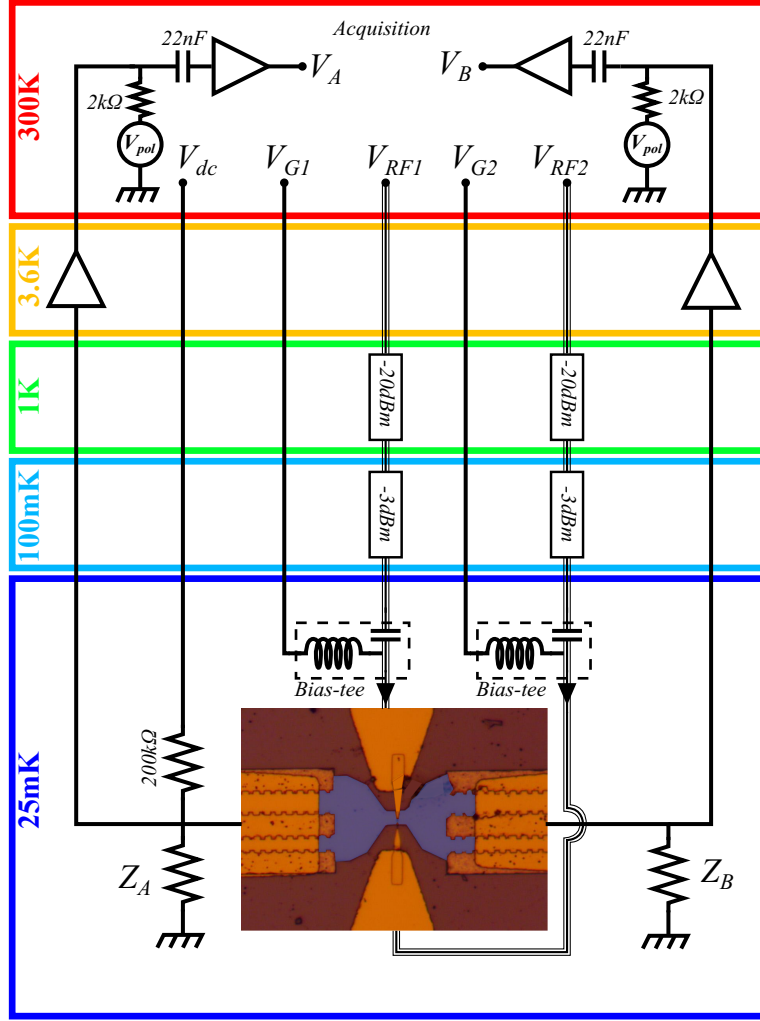 22nF
Acquisition
22nF
V_A
V_B
2kΩ
2kΩ
V_pol
V_pol
300K
V_dc
V_G1
V_RF1
V_G2
V_RF2
3.6K
-20dBm
-20dBm
1K
-3dBm
-3dBm
100mK
Bias-tee
Bias-tee
200kΩ
25mK
Z_A
Z_B